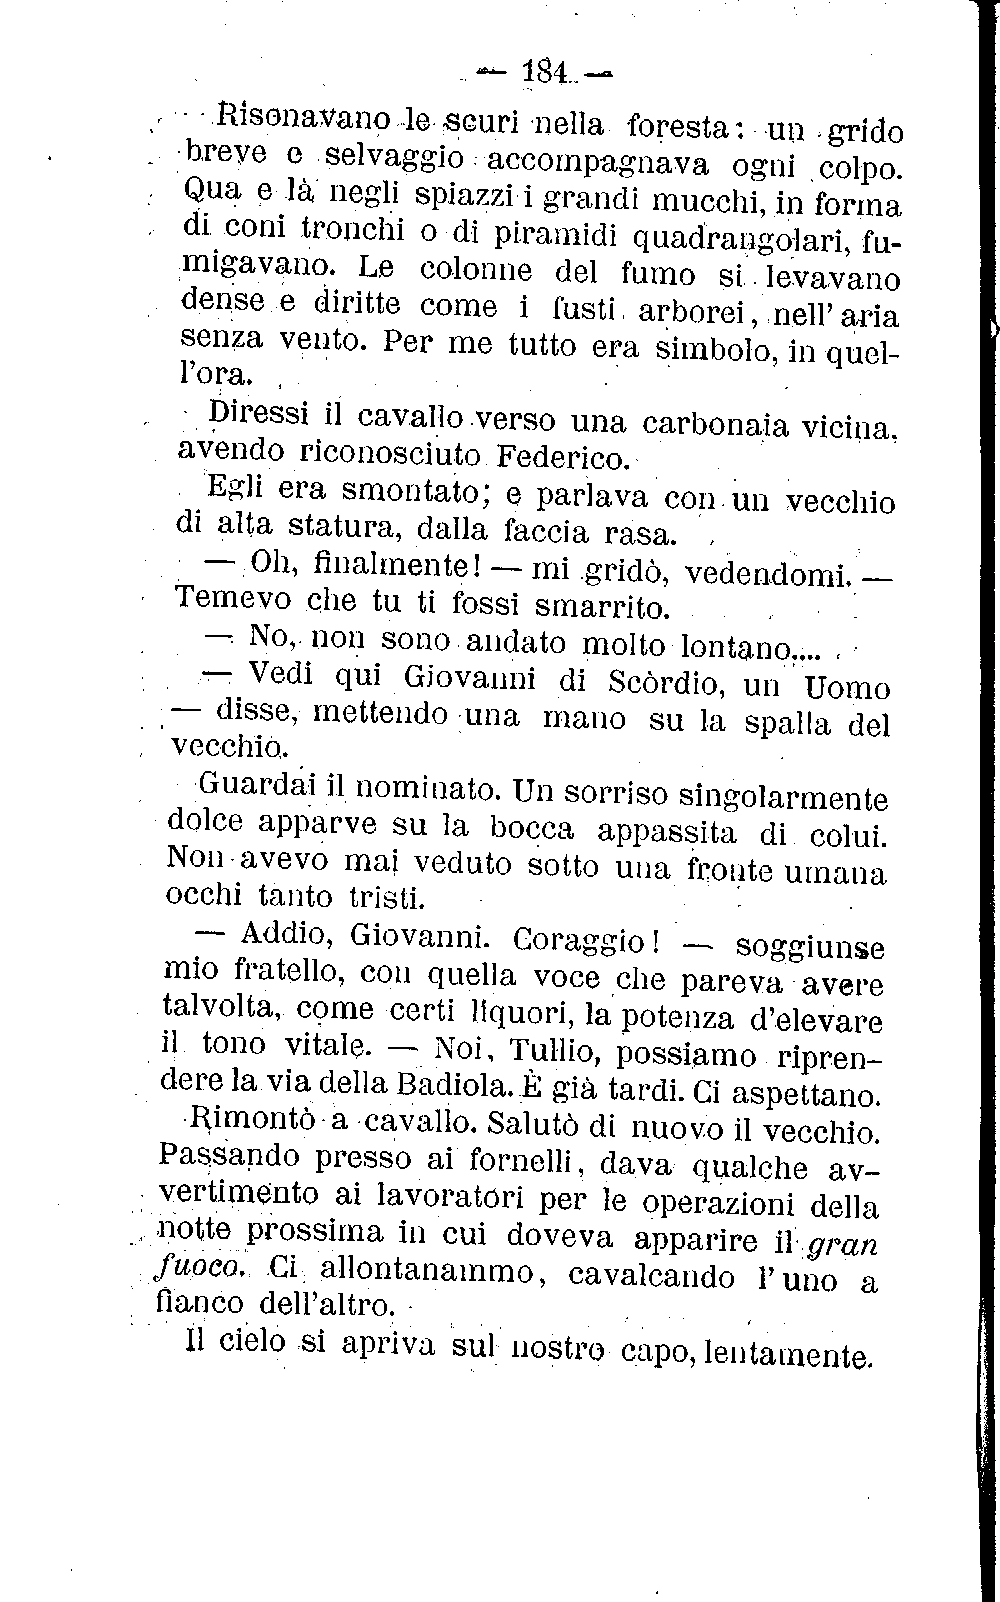 — 184 —
Risonavano le scuri nella foresta: un grido
breve e selvaggio accompagnava ogni colpo.
Qua e là negli spiazzi i grandi mucchi, in forma
di coni tronchi o di piramidi quadrangolari, fu-
migavano. Le colonne del fumo si levavano
dense e diritte come i fusti arborei, nell'aria
senza vento. Per me tutto era simbolo, in quel-
l'ora.
Diressi il cavallo verso una carbonaia vicina,
avendo riconosciuto Federico.
Egli era smontato; e parlava con un vecchio
di alta statura, dalla faccia rasa.
— Oh, finalmente! — mi gridò, vedendomi. —
Temevo che tu ti fossi smarrito.
— No, non sono andato molto lontano....
— Vedi qui Giovanni di Scòrdio, un Uomo
— disse, mettendo una mano su la spalla del
vecchio.
Guardai il nominato. Un sorriso singolarmente
dolce apparve su la bocca appassita di colui.
Non avevo mai veduto sotto una fronte umana
occhi tanto tristi.
— Addio, Giovanni. Coraggio! — soggiunse
mio fratello, con quella voce che pareva avere
talvolta, come certi liquori, la potenza d'elevare
il tono vitale. — Noi, Tullio, possiamo ripren-
dere la via della Badiola. È già tardi. Ci aspettano.
Rimontò a cavallo. Salutò di nuovo il vecchio.
Passando presso ai fornelli, dava qualche av-
vertimento ai lavoratori per le operazioni della
notte prossima in cui doveva apparire il gran
fuoco. Ci allontanammo, cavalcando l'uno a
fianco dell'altro.
Il cielo si apriva sul nostro capo, lentamente.